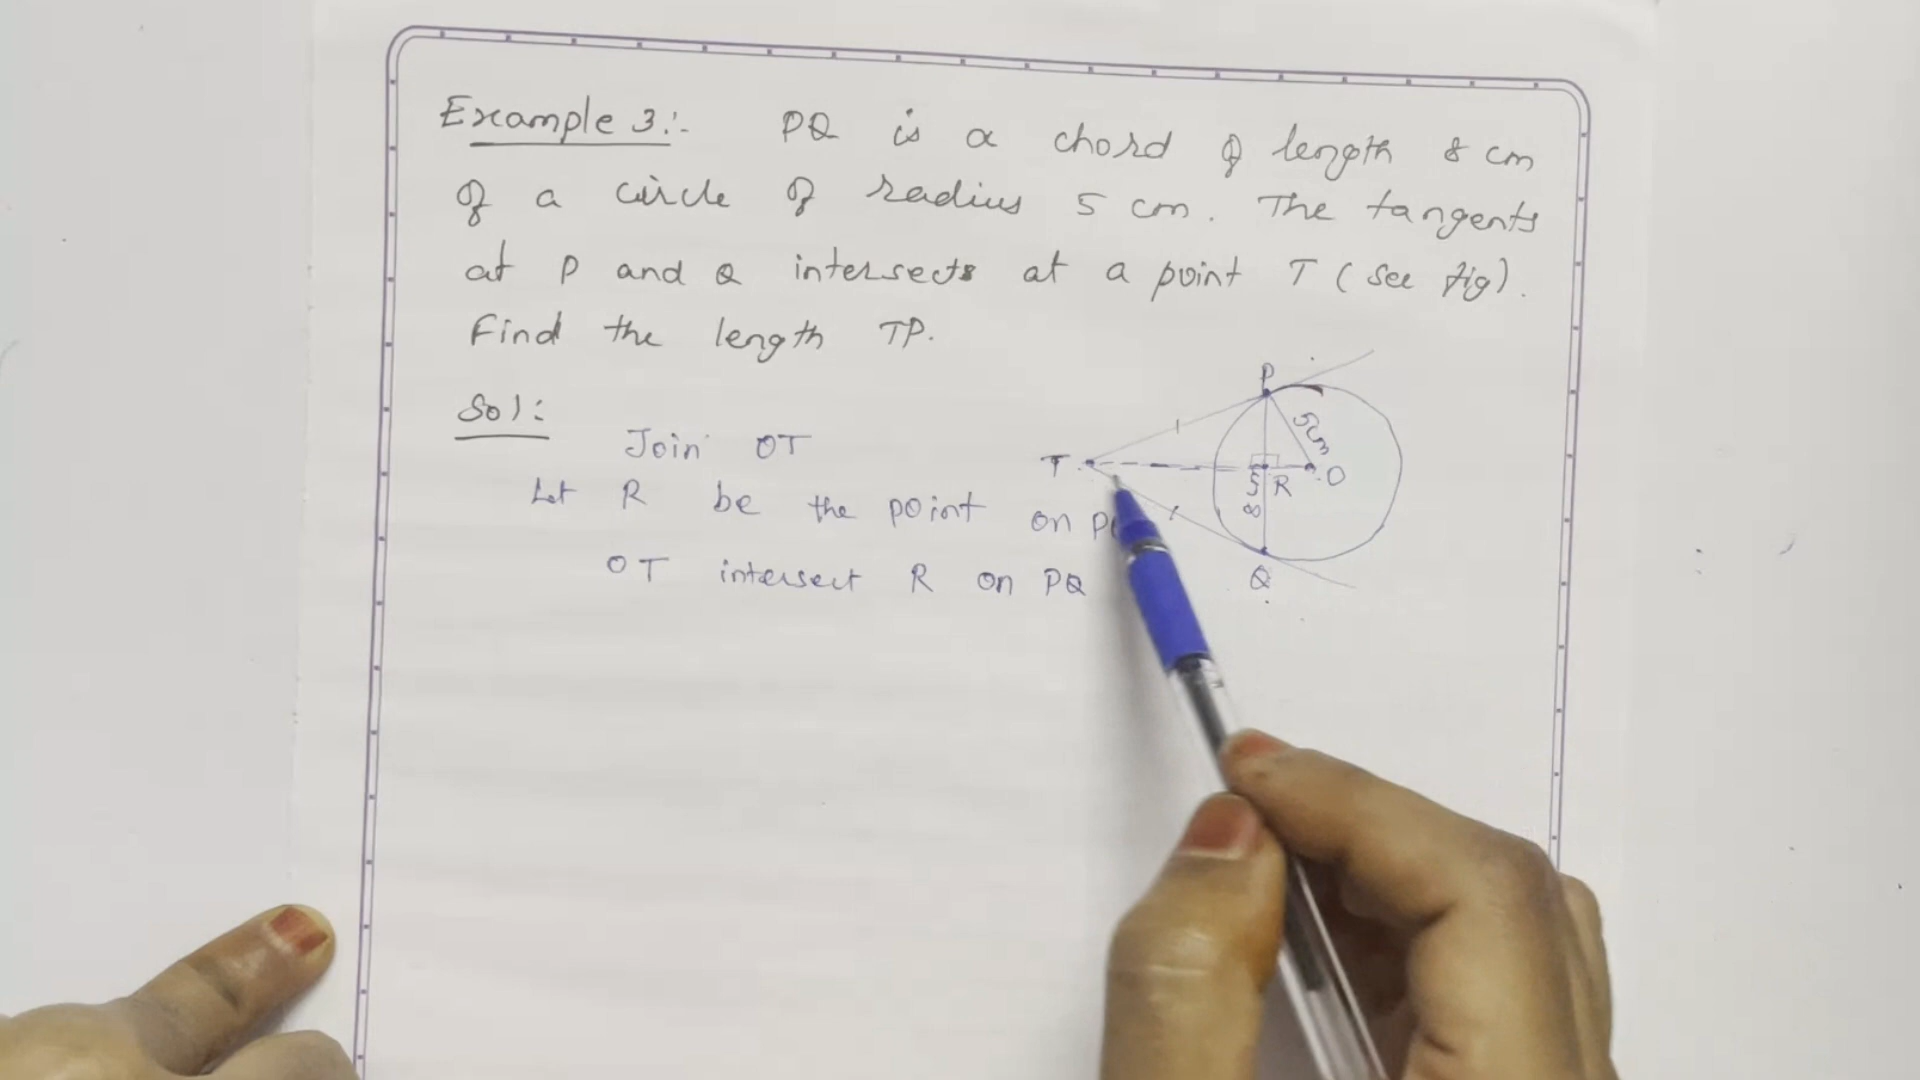 Example 3:- PQ is a chord of length 8 cm
of a circle of radius 5 cm. The tangents
at P and Q intersects at a point T (see fig).
Find the length TP.
Sol:
Join OT
Let R be the point on
OT intersect R on PQ
P
5cm
T
R
O
8
Q